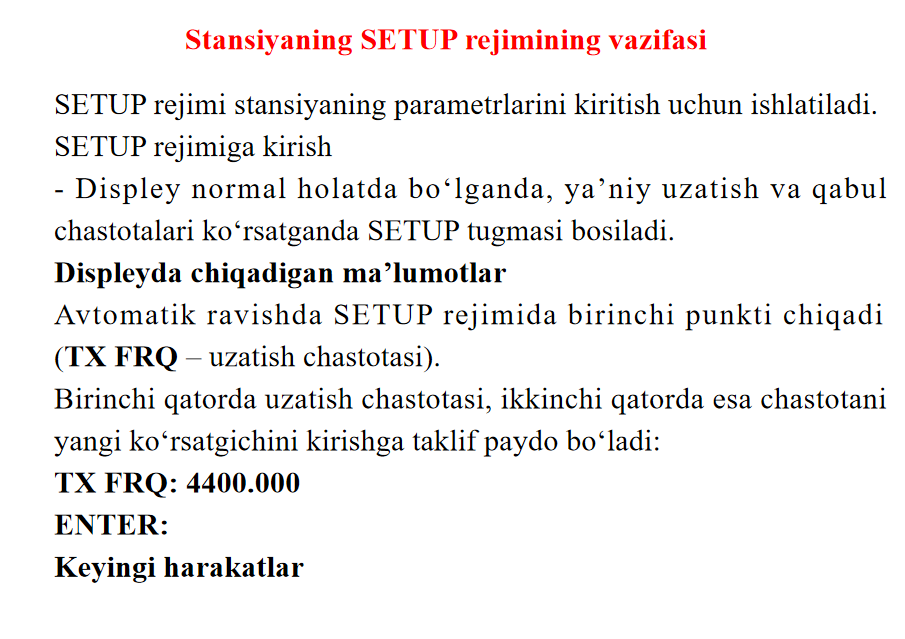 Stansiyaning SETUP rejimining vazifasi
SETUP rejimi stansiyaning parametrlarini kiritish uchun ishlatiladi.
SETUP rejimiga kirish
- Displey normal holatda bo‘lganda, ya’niy uzatish va qabul
chastotalari ko‘rsatganda SETUP tugmasi bosiladi.
Displeyda chiqadigan ma’lumotlar
Avtomatik ravishda SETUP rejimida birinchi punkti chiqadi
(TX FRQ – uzatish chastotasi).
Birinchi qatorda uzatish chastotasi, ikkinchi qatorda esa chastotani
yangi ko‘rsatgichini kirishga taklif paydo bo‘ladi:
TX FRQ: 4400.000
ENTER:
Keyingi harakatlar